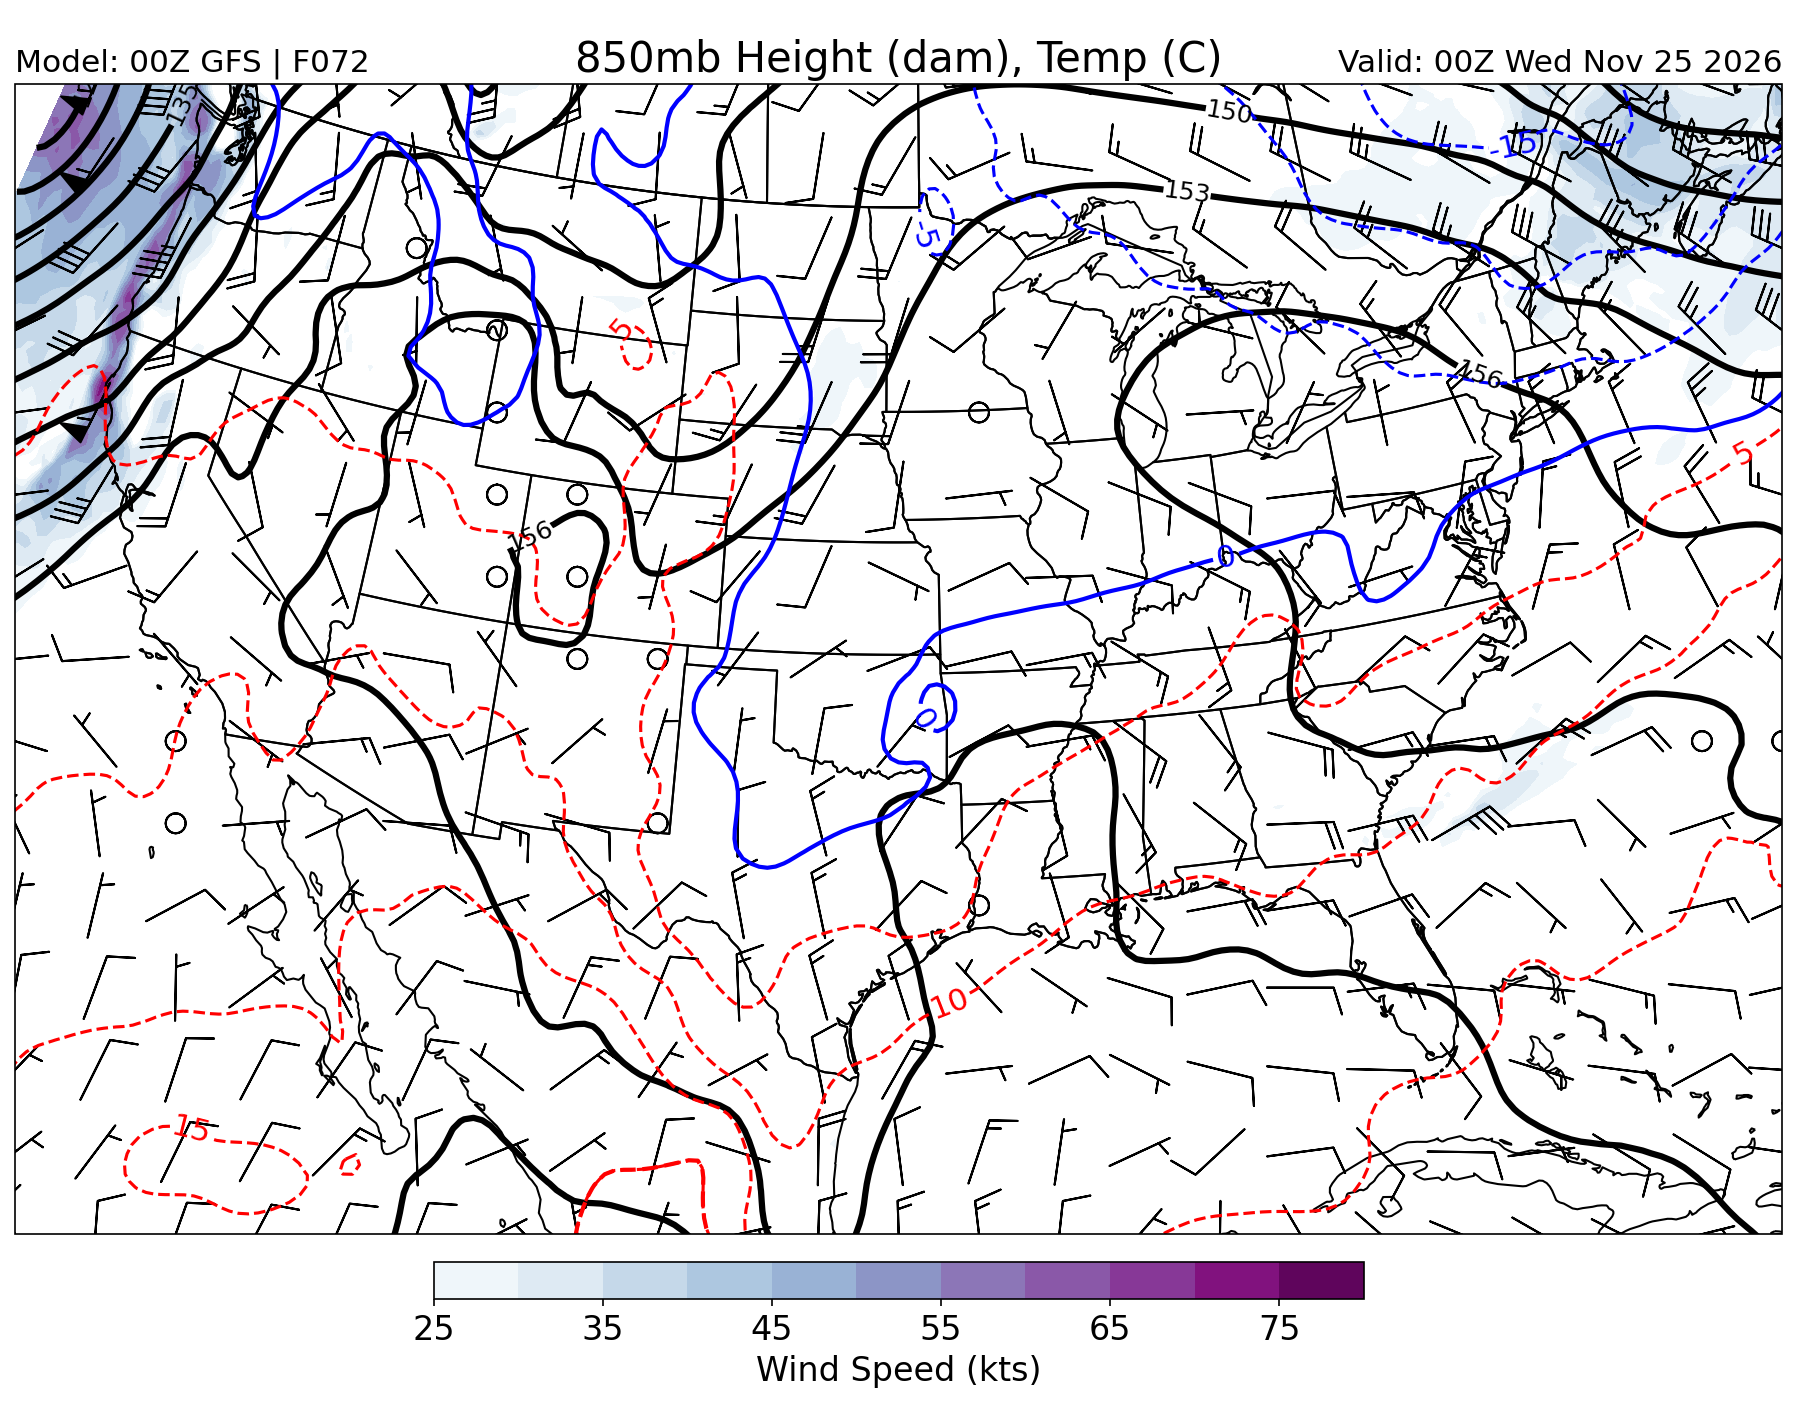 850mb Height (dam), Temp (C)
Model: 00Z GFS | F072
Valid: 00Z Wed Nov 25 2026
135
150
-15
153
-5
5
156
5
156
0
0
10
15
25 35 45 55 65 75
Wind Speed (kts)